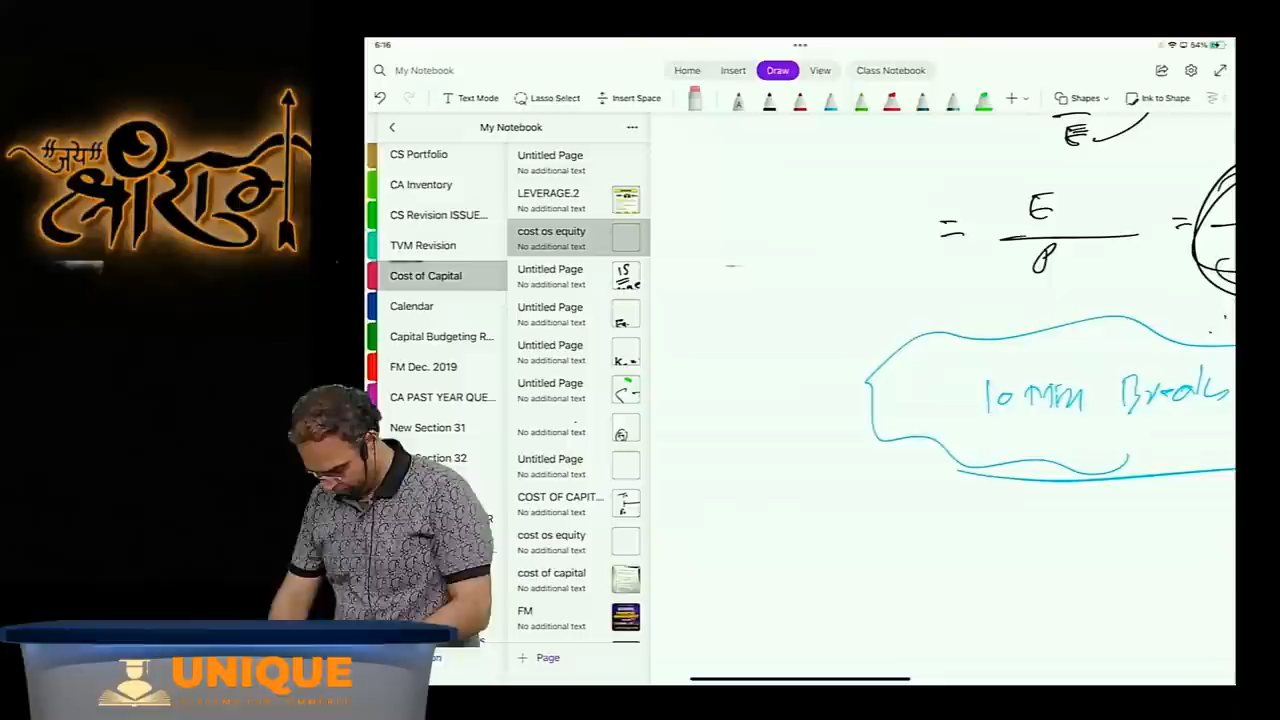 "जय"
श्रीराम
6:16
54%
My Notebook
Home
Insert
Draw
View
Class Notebook
Text Mode
Lasso Select
Insert Space
Shapes
Ink to Shape
My Notebook
CS Portfolio
CA Inventory
CS Revision ISSUE...
TVM Revision
Cost of Capital
Calendar
Capital Budgeting R...
FM Dec. 2019
CA PAST YEAR QUE...
New Section 31
Section 32
Untitled Page
No additional text
LEVERAGE.2
No additional text
cost os equity
No additional text
Untitled Page
No additional text
Untitled Page
No additional text
Untitled Page
No additional text
Untitled Page
No additional text
No additional text
Untitled Page
No additional text
COST OF CAPIT...
No additional text
cost os equity
No additional text
cost of capital
No additional text
FM
No additional text
Page
E
= E =
P
10 Min Break
UNIQUE